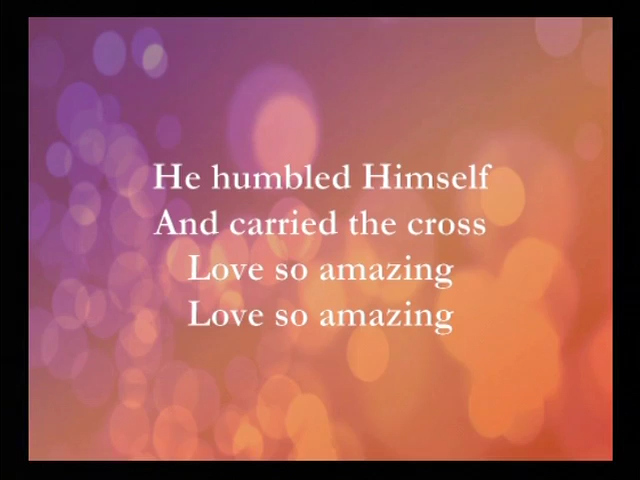 He humbled Himself
And carried the cross
Love so amazing
Love so amazing